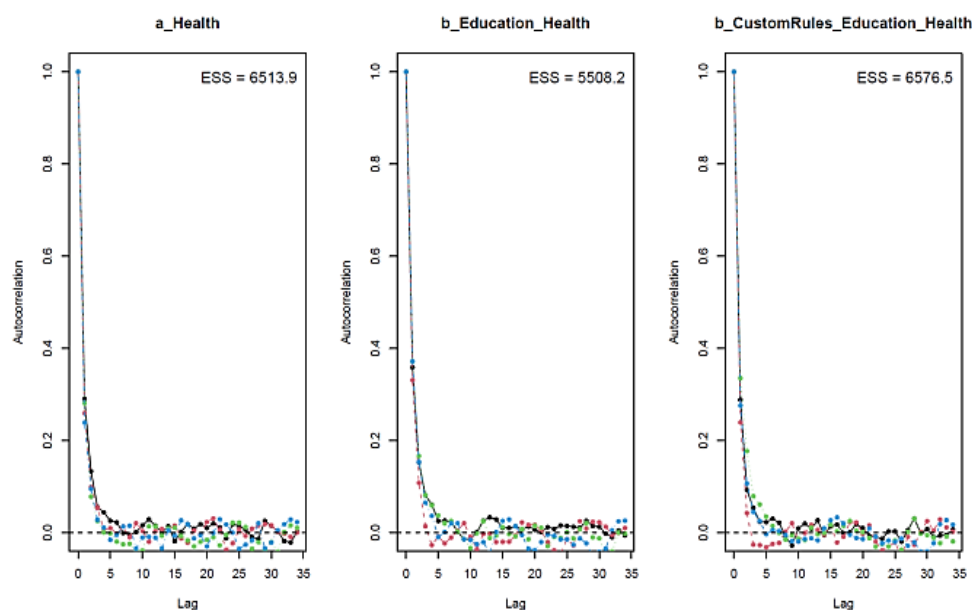 a_Health
b_Education_Health
b_CustomRules_Education_Health
ESS = 6513.9
ESS = 5508.2
ESS = 6576.5
Autocorrelation
1.0
0.8
0.6
0.4
0.2
0.0
0 5 10 15 20 25 30 35
Lag
Autocorrelation
1.0
0.8
0.6
0.4
0.2
0.0
0 5 10 15 20 25 30 35
Lag
Autocorrelation
1.0
0.8
0.6
0.4
0.2
0.0
0 5 10 15 20 25 30 35
Lag